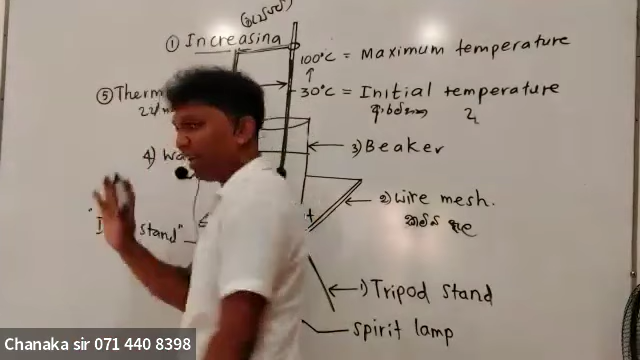 ① Increasing
100°C = Maximum temperature
↑
30°C = Initial temperature
⑤ Therm
4) Wa
3) Beaker
2) Wire mesh.
stand"
1) Tripod stand
spirit lamp
Chanaka sir 071 440 8398